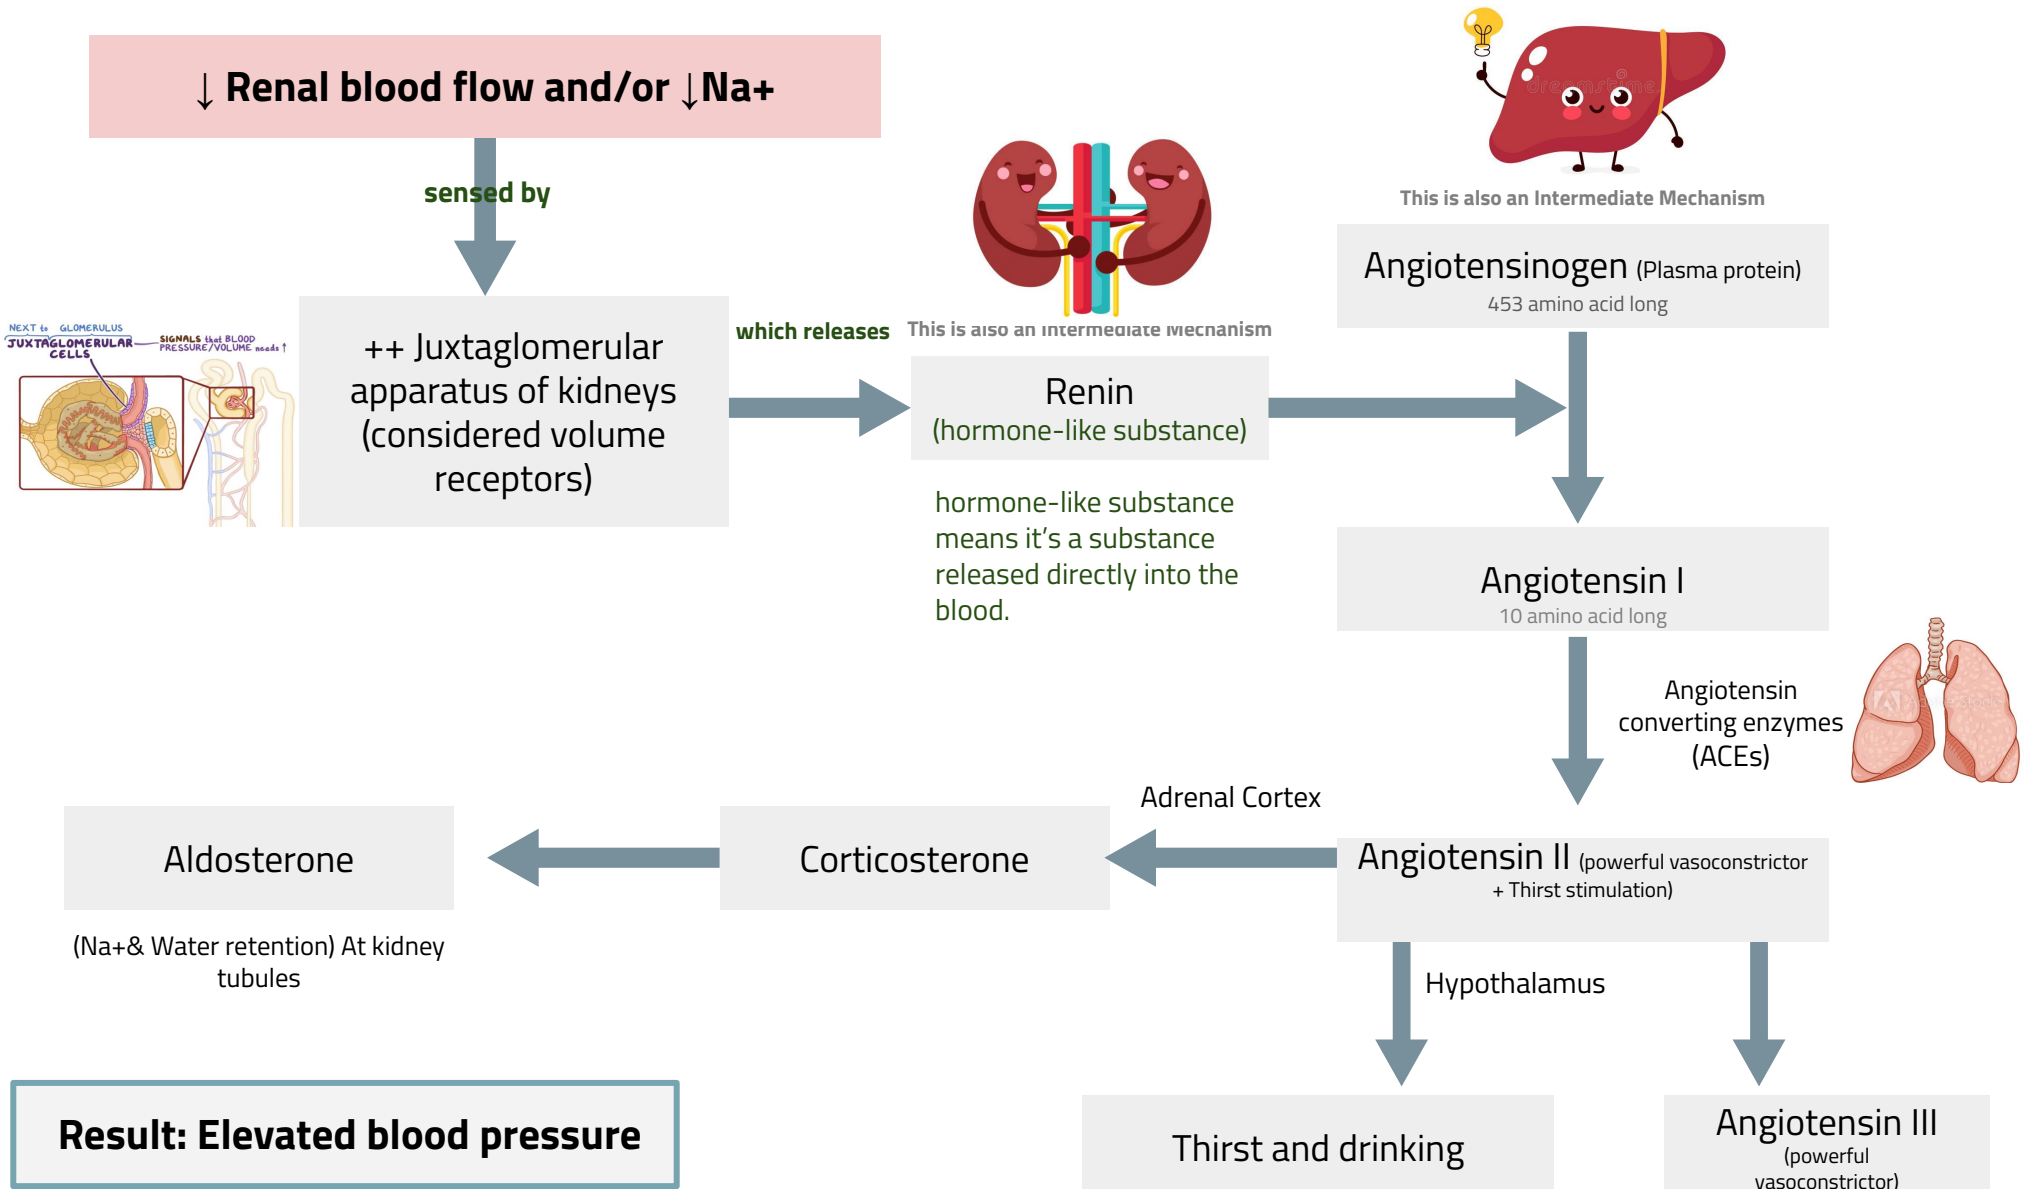 ↓ Renal blood flow and/or ↓Na+
sensed by
NEXT to GLOMERULUS
JUXTAGLOMERULAR
CELLS
SIGNALS that BLOOD
PRESSURE/VOLUME needs ↑
++ Juxtaglomerular
apparatus of kidneys
(considered volume
receptors)
which releases
This is also an Intermediate Mechanism
Renin
(hormone-like substance)
hormone-like substance
means it's a substance
released directly into the
blood.
dreamstime
This is also an Intermediate Mechanism
Angiotensinogen (Plasma protein)
453 amino acid long
Angiotensin I
10 amino acid long
Angiotensin
converting enzymes
(ACEs)
Angiotensin II (powerful vasoconstrictor
+ Thirst stimulation)
Adrenal Cortex
Corticosterone
Aldosterone
(Na+& Water retention) At kidney
tubules
Hypothalamus
Thirst and drinking
Angiotensin III
(powerful
vasoconstrictor)
Result: Elevated blood pressure